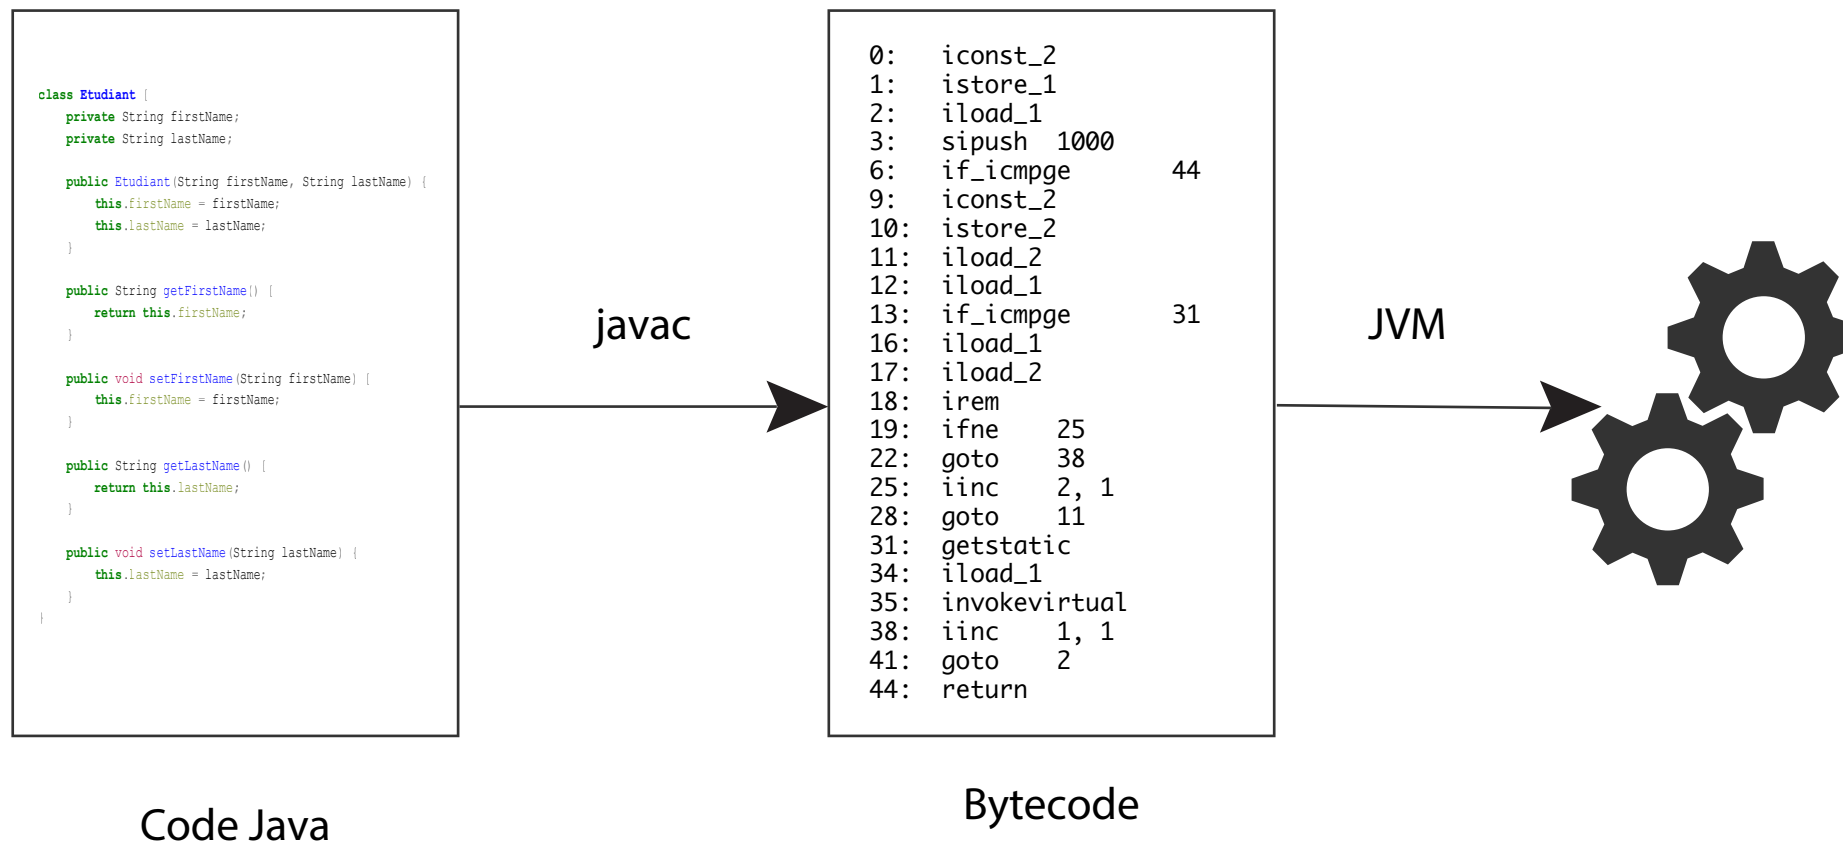 class Etudiant {
private String firstName;
private String lastName;
public Etudiant(String firstName, String lastName) {
this.firstName = firstName;
this.lastName = lastName;
}
public String getFirstName() {
return this.firstName;
}
public void setFirstName(String firstName) {
this.firstName = firstName;
}
public String getLastName() {
return this.lastName;
}
public void setLastName(String lastName) {
this.lastName = lastName;
}
}
Code Java
javac
0: iconst_2
1: istore_1
2: iload_1
3: sipush 1000
6: if_icmpge 44
9: iconst_2
10: istore_2
11: iload_2
12: iload_1
13: if_icmpge 31
16: iload_1
17: iload_2
18: irem
19: ifne 25
22: goto 38
25: iinc 2, 1
28: goto 11
31: getstatic
34: iload_1
35: invokevirtual
38: iinc 1, 1
41: goto 2
44: return
Bytecode
JVM